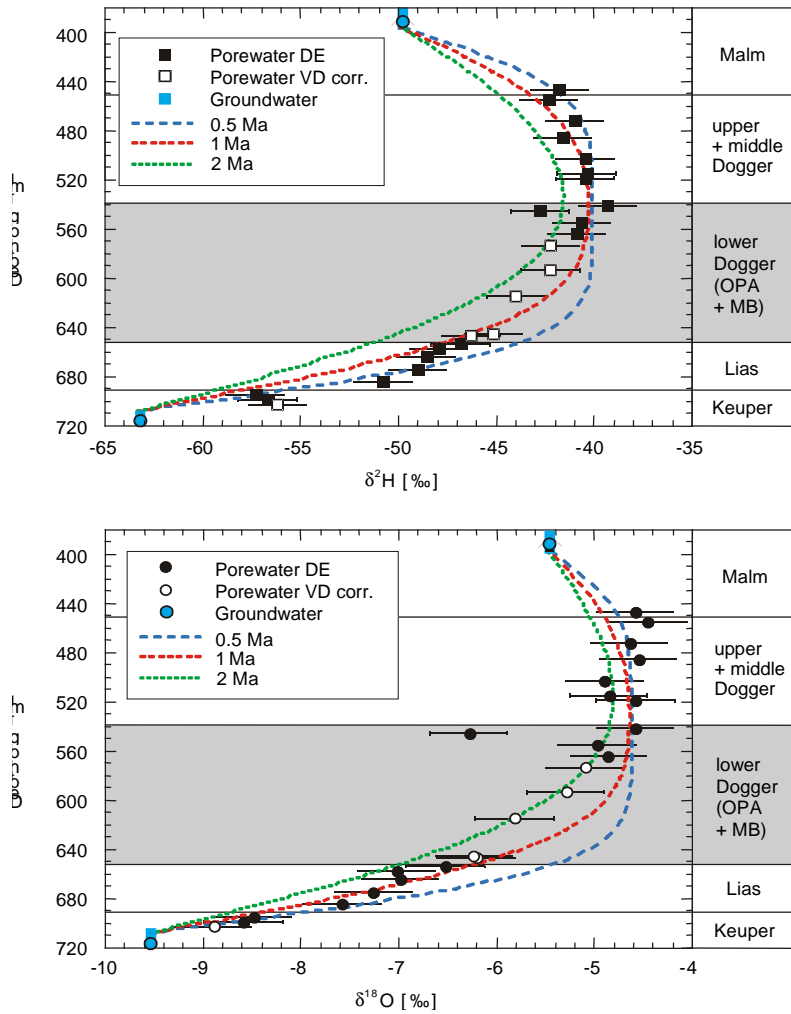 400
440
480
520
560
600
640
680
720
Porewater DE
Porewater VD corr.
Groundwater
0.5 Ma
1 Ma
2 Ma
Malm
upper
+ middle
Dogger
lower
Dogger
(OPA
+ MB)
Lias
Keuper
-65 -60 -55 -50 -45 -40 -35
δ²H [‰]
400
440
480
520
560
600
640
680
720
Porewater DE
Porewater VD corr.
Groundwater
0.5 Ma
1 Ma
2 Ma
Malm
upper
+ middle
Dogger
lower
Dogger
(OPA
+ MB)
Lias
Keuper
-10 -9 -8 -7 -6 -5 -4
δ¹⁸O [‰]